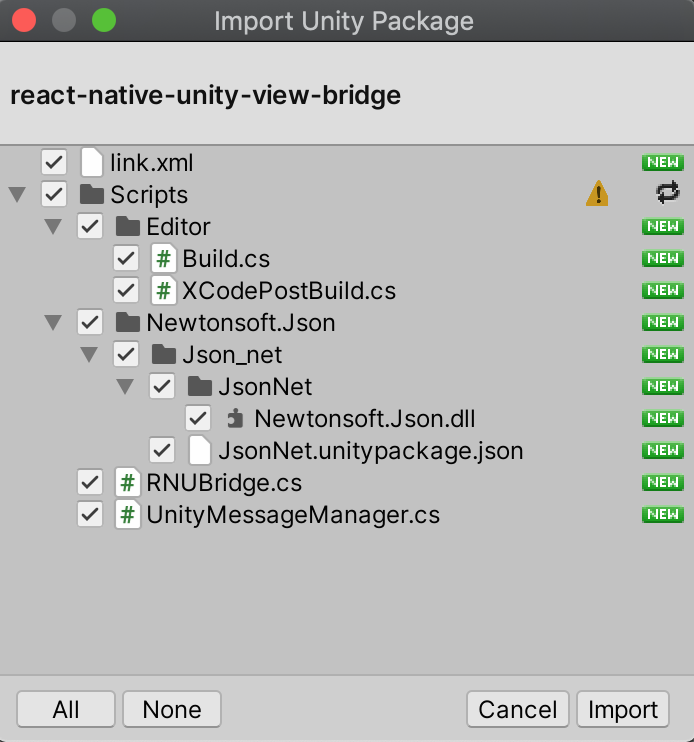 Import Unity Package
react-native-unity-view-bridge
link.xml NEW
Scripts
Editor NEW
# Build.cs NEW
# XCodePostBuild.cs NEW
Newtonsoft.Json NEW
Json_net NEW
JsonNet NEW
Newtonsoft.Json.dll NEW
JsonNet.unitypackage.json NEW
# RNUBridge.cs NEW
# UnityMessageManager.cs NEW
All None Cancel Import